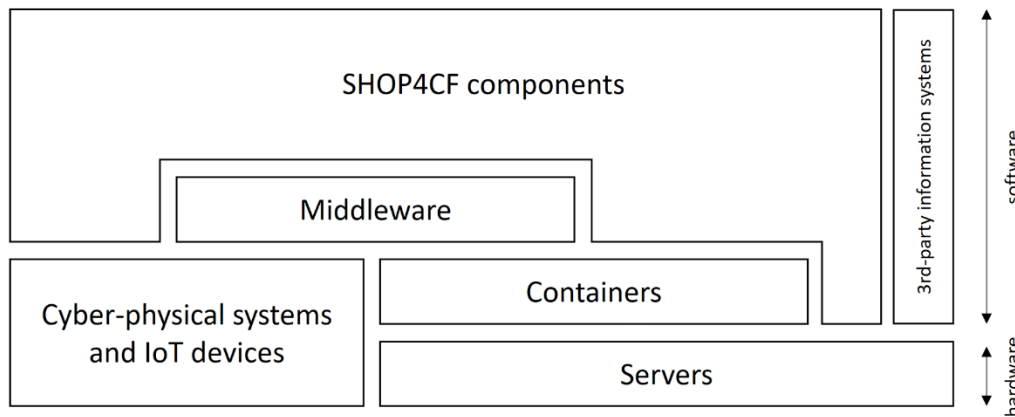 SHOP4CF components
Middleware
Containers
Cyber-physical systems
and IoT devices
Servers
3rd-party information systems
software
hardware